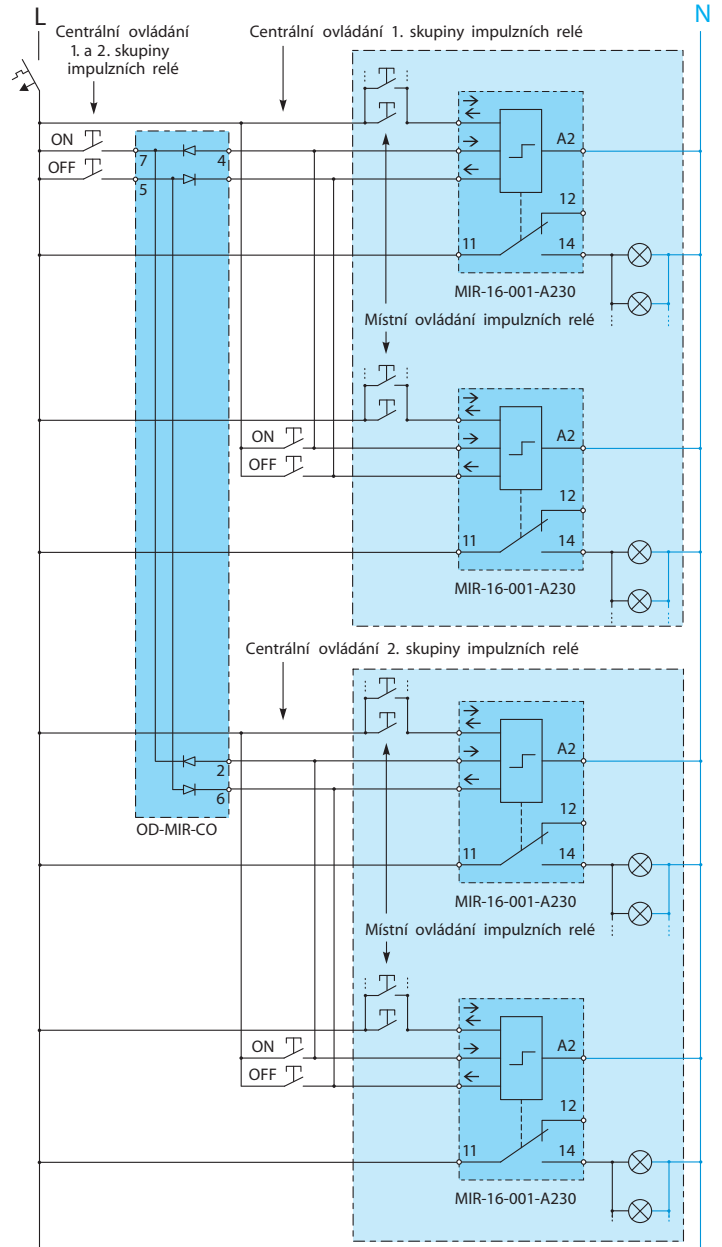 L
N
Centrální ovládání
1. a 2. skupiny
impulzních relé
Centrální ovládání 1. skupiny impulzních relé
ON
7
4
A2
OFF
5
12
11
14
MIR-16-001-A230
Místní ovládání impulzních relé
ON
A2
OFF
12
11
14
MIR-16-001-A230
Centrální ovládání 2. skupiny impulzních relé
2
A2
6
12
OD-MIR-CO
11
14
MIR-16-001-A230
Místní ovládání impulzních relé
ON
A2
OFF
12
11
14
MIR-16-001-A230